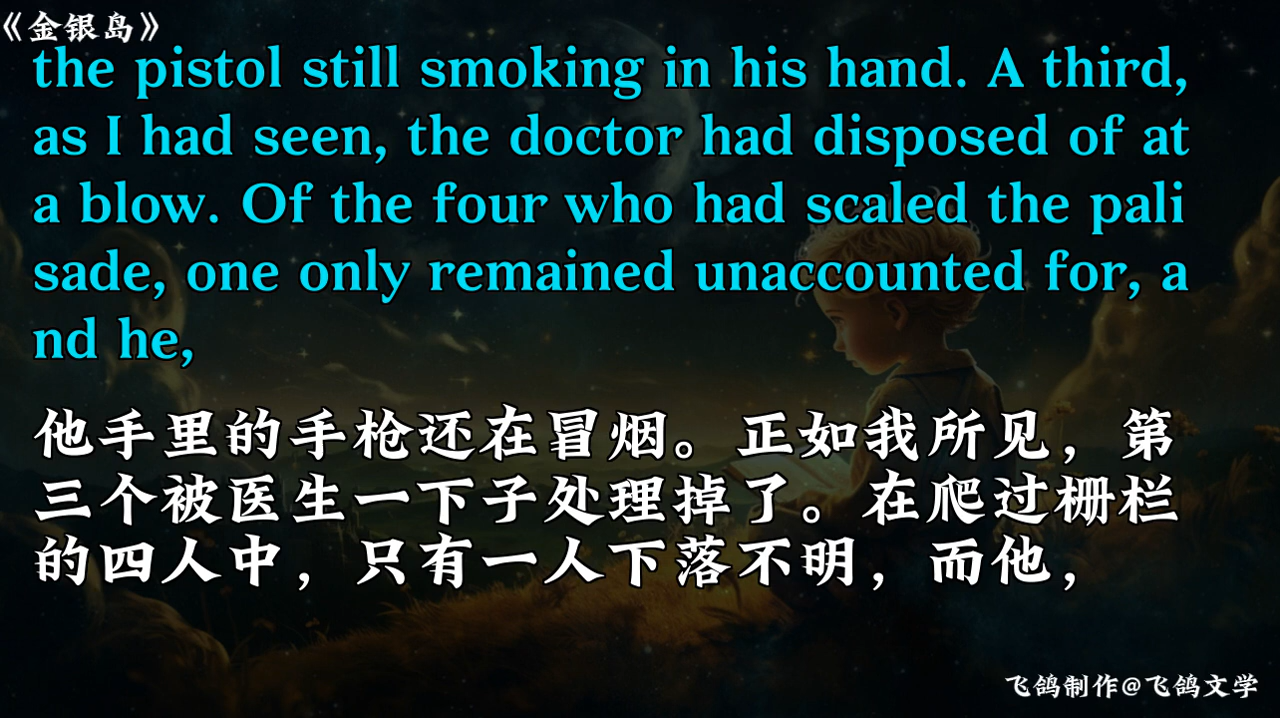 《金银岛》
the pistol still smoking in his hand. A third,
as I had seen, the doctor had disposed of at
a blow. Of the four who had scaled the pali
sade, one only remained unaccounted for, a
nd he,
他手里的手枪还在冒烟。正如我所见，第
三个被医生一下子处理掉了。在爬过栅栏
的四人中，只有一人下落不明，而他，
飞鸽制作@飞鸽文学